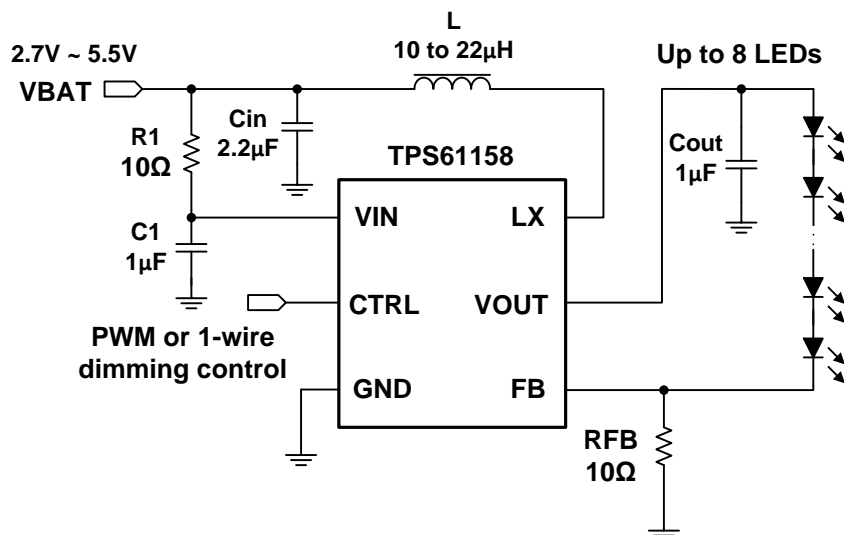 L
10 to 22µH
2.7V ~ 5.5V
VBAT
Up to 8 LEDs
R1
10Ω
Cin
2.2µF
Cout
1µF
TPS61158
VIN
LX
C1
1µF
CTRL
VOUT
PWM or 1-wire
dimming control
GND
FB
RFB
10Ω